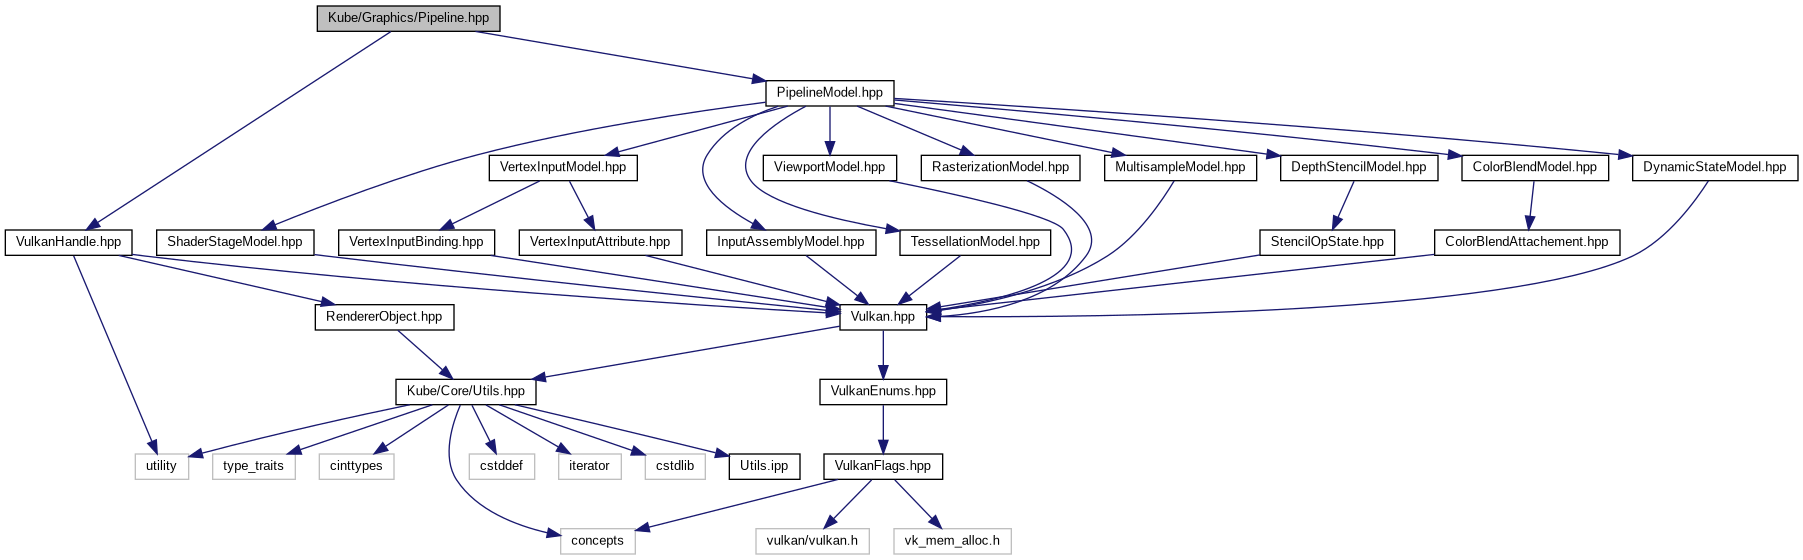 Kube/Graphics/Pipeline.hpp
PipelineModel.hpp
VertexInputModel.hpp
ViewportModel.hpp
RasterizationModel.hpp
MultisampleModel.hpp
DepthStencilModel.hpp
ColorBlendModel.hpp
DynamicStateModel.hpp
VulkanHandle.hpp
ShaderStageModel.hpp
VertexInputBinding.hpp
VertexInputAttribute.hpp
InputAssemblyModel.hpp
TessellationModel.hpp
StencilOpState.hpp
ColorBlendAttachement.hpp
RendererObject.hpp
Vulkan.hpp
Kube/Core/Utils.hpp
VulkanEnums.hpp
utility
type_traits
cinttypes
cstddef
iterator
cstdlib
Utils.ipp
VulkanFlags.hpp
concepts
vulkan/vulkan.h
vk_mem_alloc.h